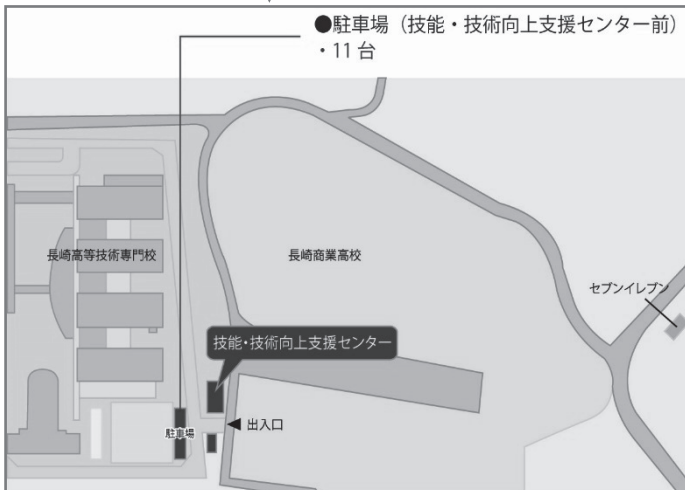 ●駐車場（技能・技術向上支援センター前）
・11 台
長崎高等技術専門校
長崎商業高校
セブンイレブン
技能・技術向上支援センター
駐車場
◀ 出入口